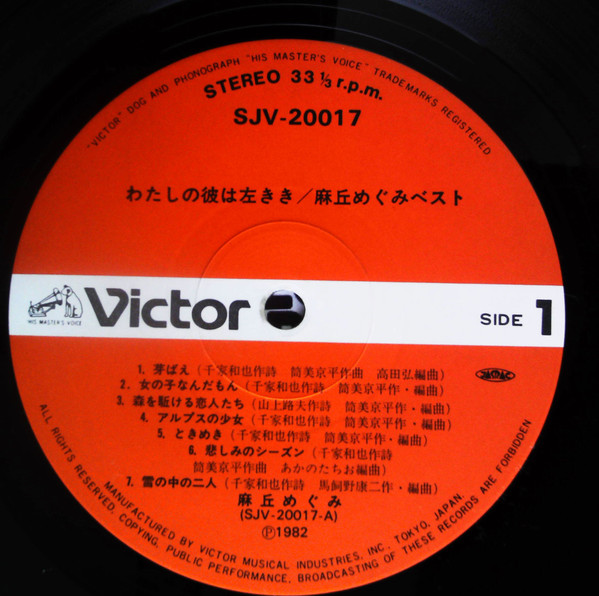 "VICTOR" DOG AND PHONOGRAPH "HIS MASTER'S VOICE" TRADEMARKS REGISTERED
STEREO 33 1/3 r.p.m.
SJV-20017
わたしの彼は左きき/麻丘めぐみベスト
HIS MASTER'S VOICE
Victor
SIDE 1
1. 芽ばえ(千家和也作詩 筒美京平作曲 高田弘編曲)
2. 女の子なんだもん(千家和也作詩 筒美京平作・編曲)
3. 森を駈ける恋人たち(山上路夫作詩 筒美京平作・編曲)
4. アルプスの少女(千家和也作詩 筒美京平作・編曲)
5. ときめき(千家和也作詩 筒美京平作・編曲)
6. 悲しみのシーズン(千家和也作詩
筒美京平作曲 あかのたちお編曲)
7. 雪の中の二人(千家和也作詩 馬飼野康二作・編曲)
JASRAC
麻丘めぐみ
(SJV-20017-A)
Ⓟ1982
MANUFACTURED BY VICTOR MUSICAL INDUSTRIES, INC. TOKYO, JAPAN.
ALL RIGHTS RESERVED. COPYING, PUBLIC PERFORMANCE, BROADCASTING OF THESE RECORDS ARE FORBIDDEN